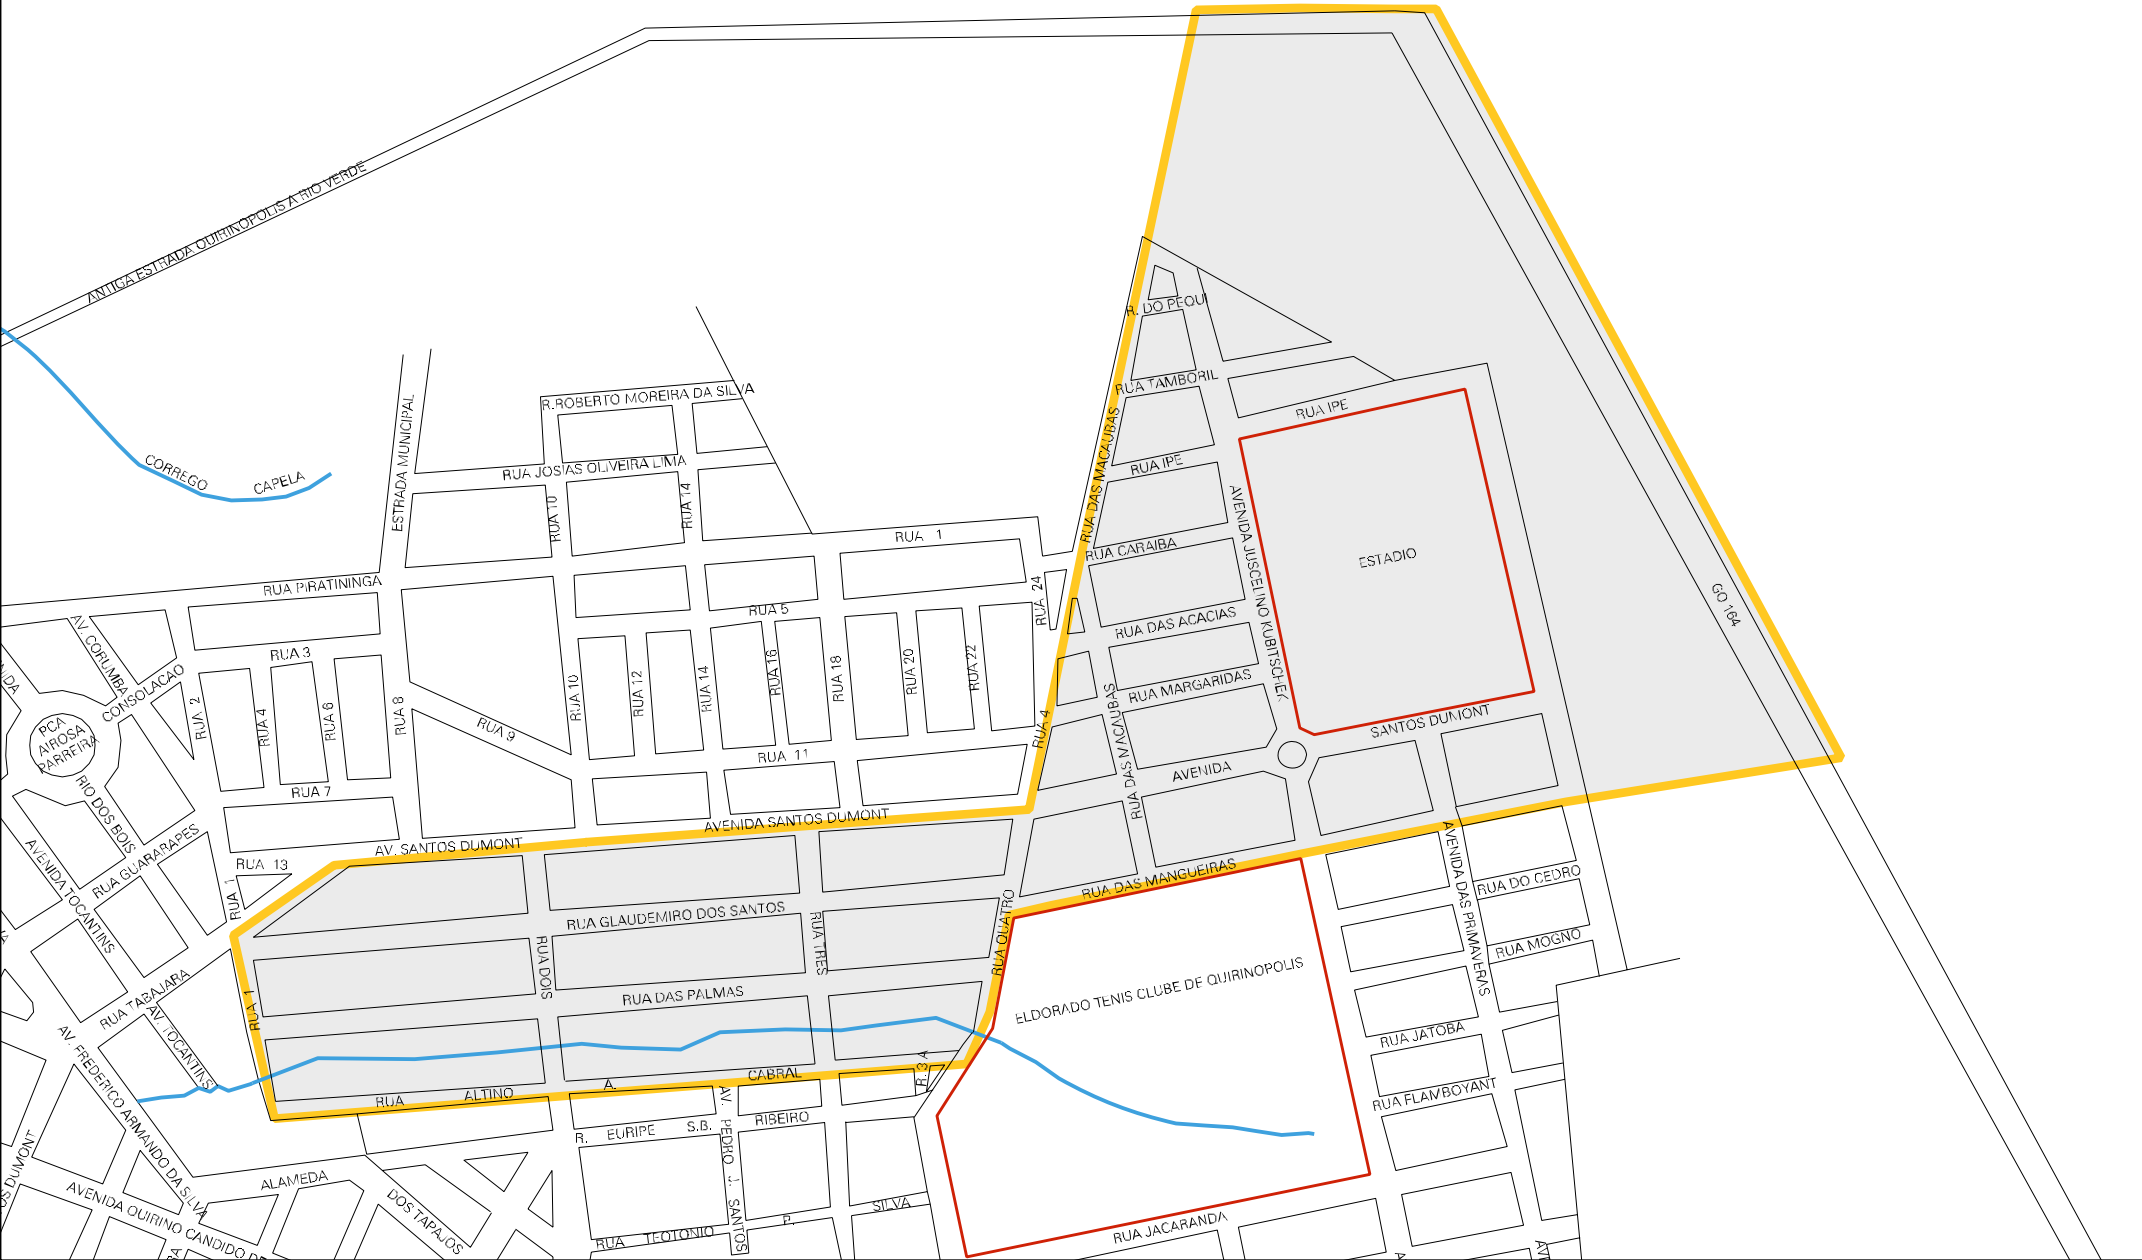 ANTIGA ESTRADA QUIRINOPOLIS A RIO VERDE
R. DO PEQUI
RUA TAMBORIL
R.ROBERTO MOREIRA DA SILVA
RUA IPE
ESTRADA MUNICIPAL
RUA DAS MACAUBAS
CORREGO
CAPELA
RUA JOSIAS OLIVEIRA LIMA
RUA IPE
RUA 10
RUA 14
AVENIDA JUSCELINO KUBITSCHEK
RUA 1
RUA CARAIBA
ESTADIO
RUA PIRATININGA
RUA 24
GO 164
RUA 5
RUA DAS ACACIAS
AV. CORUMBA
RUA 3
CONSOLACAO
RUA 2
RUA 4
RUA 6
RUA 8
RUA 9
RUA 10
RUA 12
RUA 14
RUA 16
RUA 18
RUA 20
RUA 22
RUA 4
RUA MARGARIDAS
RUA DAS MACAUBAS
SANTOS DUMONT
PCA
AIROSA
PARREIRA
RUA 11
AVENIDA
RIO DOS BOIS
RUA 7
AVENIDA SANTOS DUMONT
AV. SANTOS DUMONT
RUA GUARARAPES
RUA 13
AVENIDA TOCANTINS
RUA 1
RUA DAS MANGUEIRAS
AVENIDA DAS PRIMAVERAS
RUA DO CEDRO
RUA GLAUDEMIRO DOS SANTOS
RUA DOIS
RUA TRES
RUA QUATRO
RUA MOGNO
RUA TABAJARA
RUA 1
RUA DAS PALMAS
ELDORADO TENIS CLUBE DE QUIRINOPOLIS
AV. TOCANTINS
AV. FREDERICO ARMANDO DA SILVA
RUA JATOBA
RUA ALTINO A. CABRAL
R. 3 A
RUA FLAMBOYANT
R. EURIPE S.B. RIBEIRO
AV. PEDRO J. SANTOS
ALAMEDA
DOS TAPAJOS
AVENIDA QUIRINO CANDIDO DE
RUA TEOTONIO P. SILVA
RUA JACARANDA